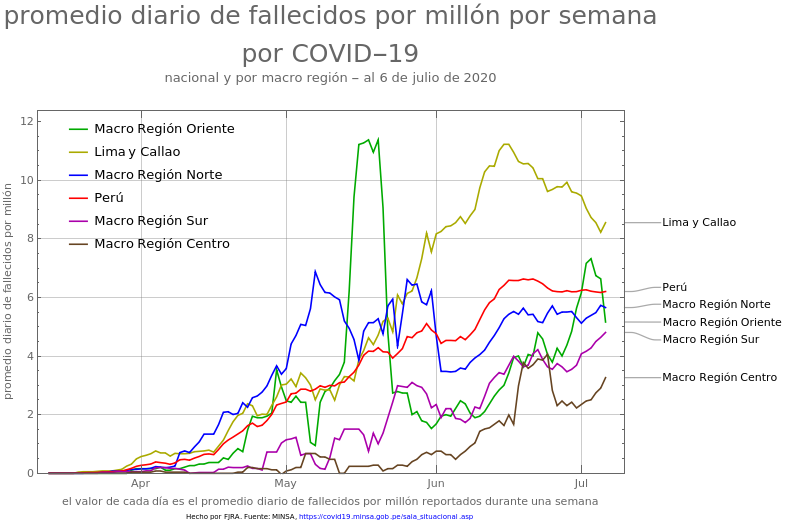 promedio diario de fallecidos por millón por semana
por COVID−19
nacional y por macro región − al 6 de julio de 2020
promedio diario de fallecidos por millón
12
10
8
6
4
2
0
Macro Región Oriente
Lima y Callao
Macro Región Norte
Perú
Macro Región Sur
Macro Región Centro
Lima y Callao
Perú
Macro Región Norte
Macro Región Oriente
Macro Región Sur
Macro Región Centro
Apr May Jun Jul
el valor de cada día es el promedio diario de fallecidos por millón reportados durante una semana
Hecho por FJRA. Fuente: MINSA, https://covid19.minsa.gob.pe/sala_situacional.asp